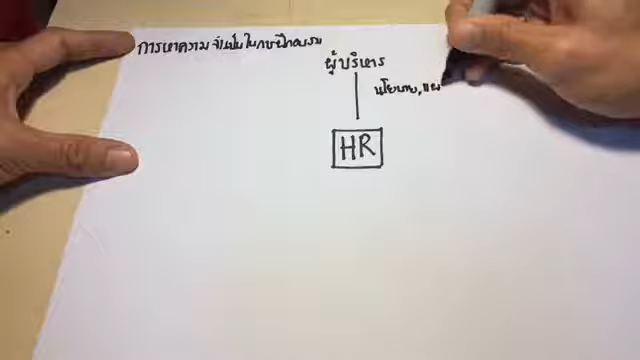 การหาความจำเป็นในการฝึกอบรม
ผู้บริหาร
นโยบาย, แผ
HR